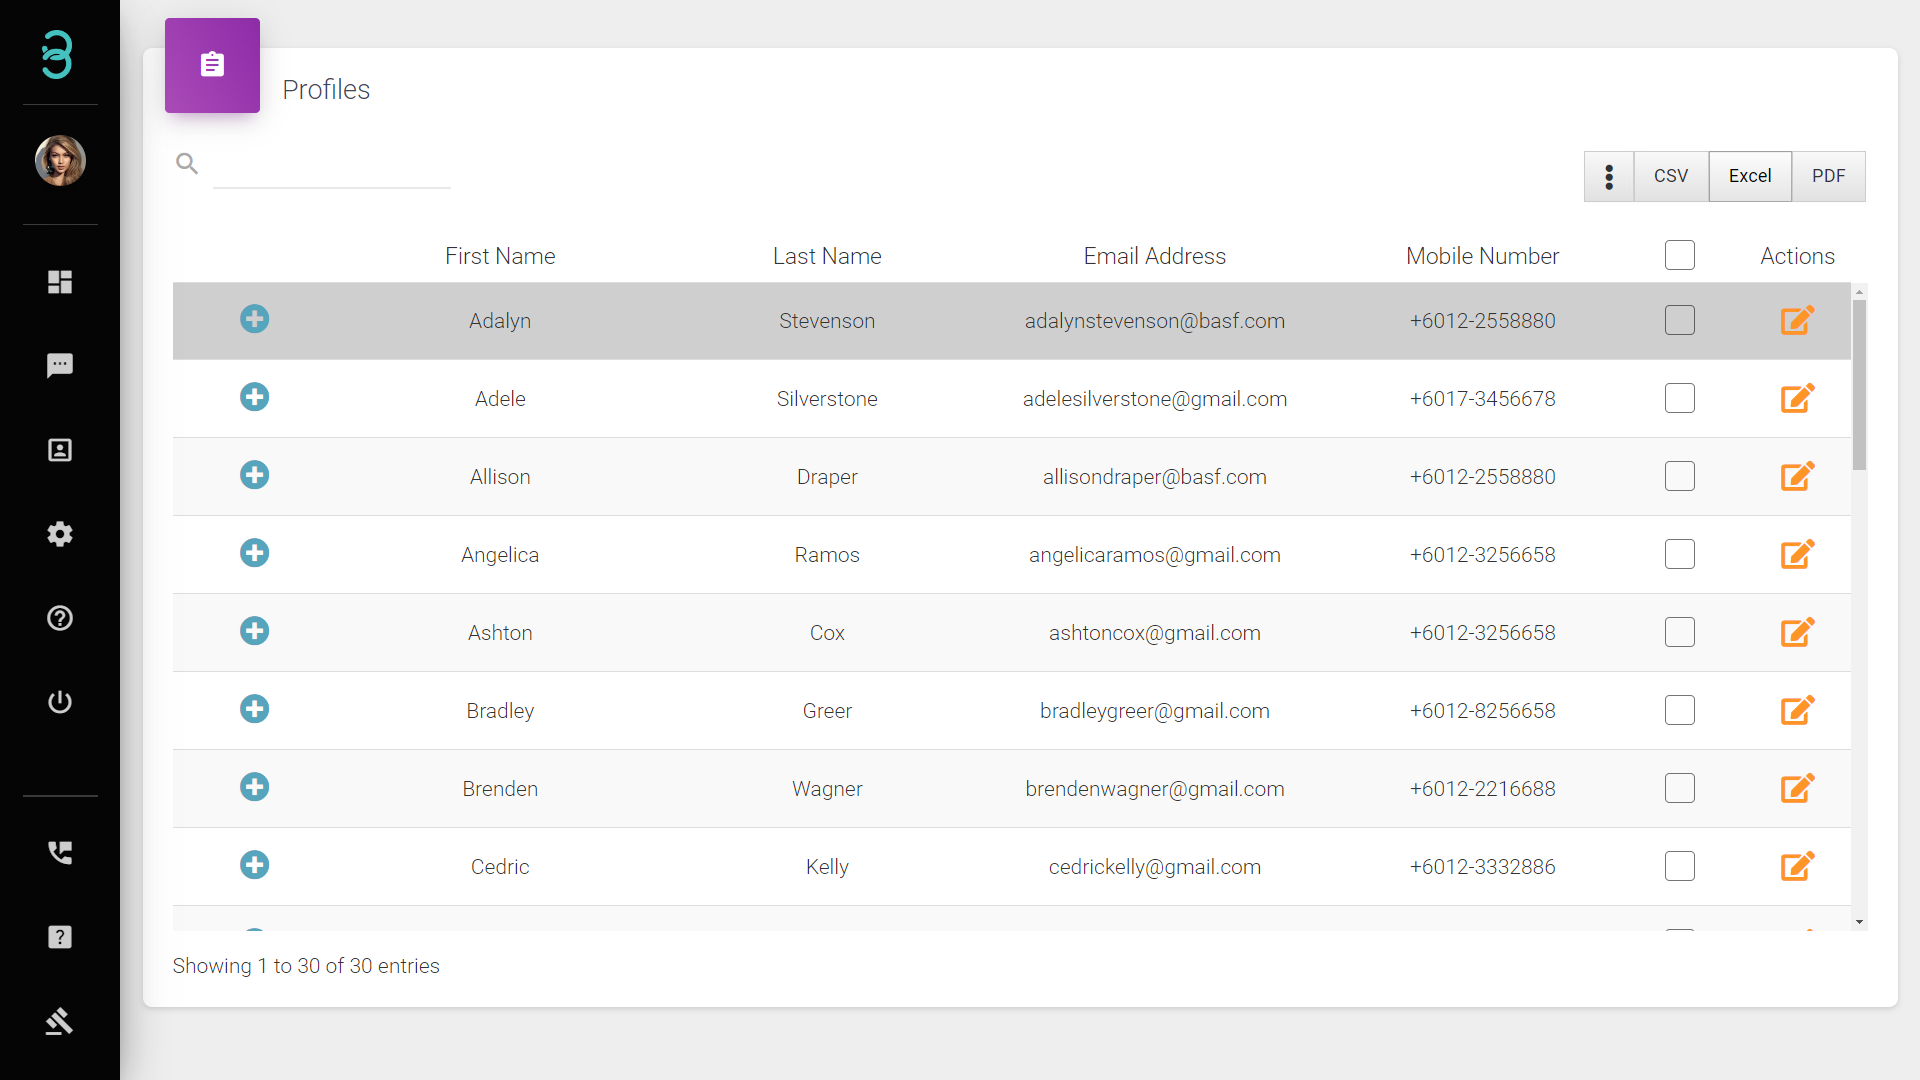 Profiles
CSV Excel PDF
First Name Last Name Email Address Mobile Number Actions
Adalyn Stevenson adalynstevenson@basf.com +6012-2558880
Adele Silverstone adelesilverstone@gmail.com +6017-3456678
Allison Draper allisondraper@basf.com +6012-2558880
Angelica Ramos angelicaramos@gmail.com +6012-3256658
Ashton Cox ashtoncox@gmail.com +6012-3256658
Bradley Greer bradleygreer@gmail.com +6012-8256658
Brenden Wagner brendenwagner@gmail.com +6012-2216688
Cedric Kelly cedrickelly@gmail.com +6012-3332886
Showing 1 to 30 of 30 entries